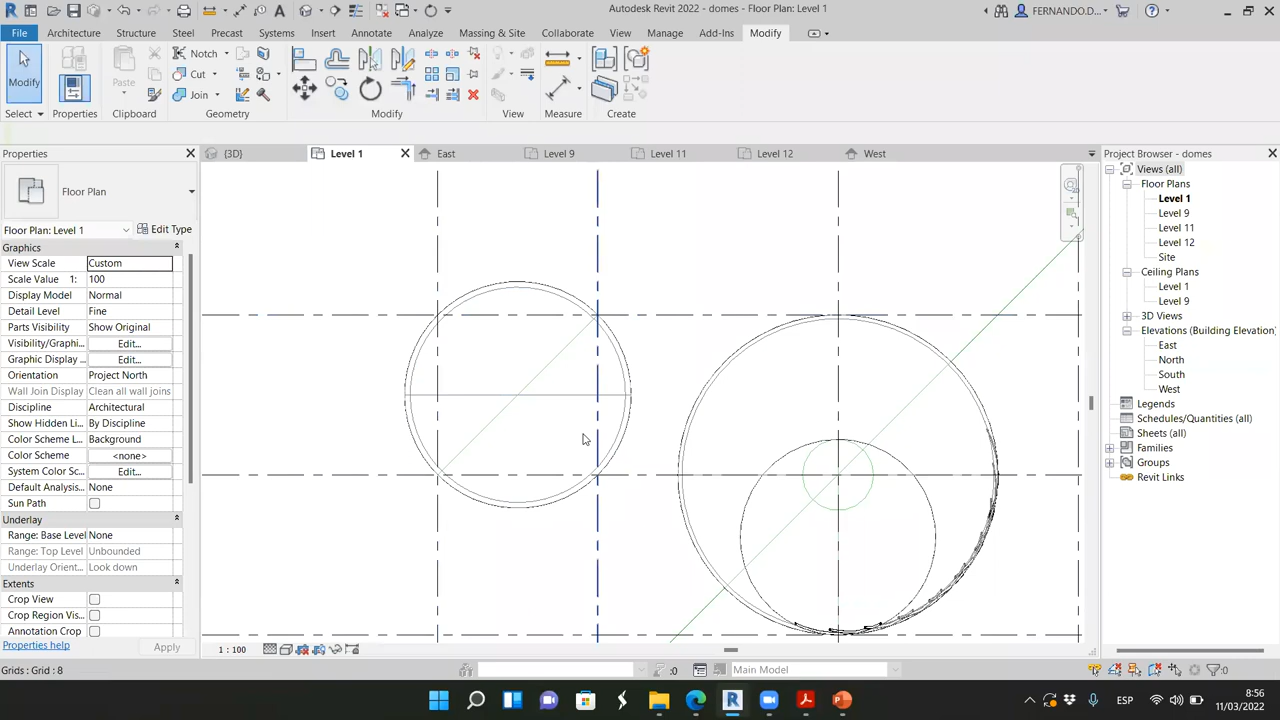 Autodesk Revit 2022 - domes - Floor Plan: Level 1
FERNANDO.D...
File Architecture Structure Steel Precast Systems Insert Annotate Analyze Massing & Site Collaborate View Manage Add-Ins Modify
Modify
Paste
Notch
Cut
Join
Select Properties Clipboard Geometry Modify View Measure Create
Properties
{3D} Level 1 East Level 9 Level 11 Level 12 West
Project Browser - domes
Floor Plan
Floor Plan: Level 1 Edit Type
Graphics
View Scale Custom
Scale Value 1: 100
Display Model Normal
Detail Level Fine
Parts Visibility Show Original
Visibility/Graphi... Edit...
Graphic Display ... Edit...
Orientation Project North
Wall Join Display Clean all wall joins
Discipline Architectural
Show Hidden Li... By Discipline
Color Scheme L... Background
Color Scheme <none>
System Color Sc... Edit...
Default Analysis... None
Sun Path
Underlay
Range: Base Level None
Range: Top Level Unbounded
Underlay Orient... Look down
Extents
Crop View
Crop Region Vis...
Annotation Crop
Properties help Apply
Views (all)
Floor Plans
Level 1
Level 9
Level 11
Level 12
Site
Ceiling Plans
Level 1
Level 9
3D Views
Elevations (Building Elevation
East
North
South
West
Legends
Schedules/Quantities (all)
Sheets (all)
Families
Groups
Revit Links
1 : 100
Grids : Grid : 8
:0 Main Model :0
ESP 8:56
11/03/2022